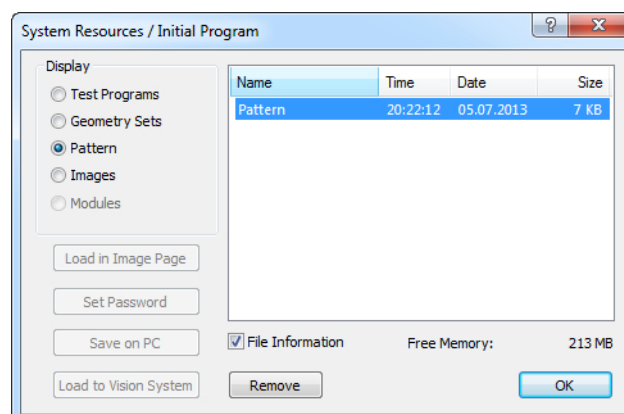 System Resources / Initial Program
?
Display
Test Programs
Geometry Sets
Pattern
Images
Modules
Load in Image Page
Set Password
Save on PC
Load to Vision System
Name Time Date Size
Pattern 20:22:12 05.07.2013 7 KB
File Information Free Memory: 213 MB
Remove OK